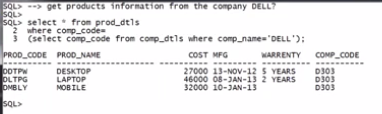 SQL> --> get products information from the company DELL?
SQL>
SQL> select * from prod_dtls
  2  where comp_code=
  3  (select comp_code from comp_dtls where comp_name='DELL');

PROD_CODE  PROD_NAME                 COST MFG       WARRENTY   COMP_CODE
---------- -------------------- --------- --------- ---------- ----------
DDTPW      DESKTOP                  27000 13-NOV-12 5 YEARS    D303
DLTPG      LAPTOP                   46000 08-JAN-13 2 YEARS    D303
DMBLY      MOBILE                   32000 10-JAN-13            D303

SQL>